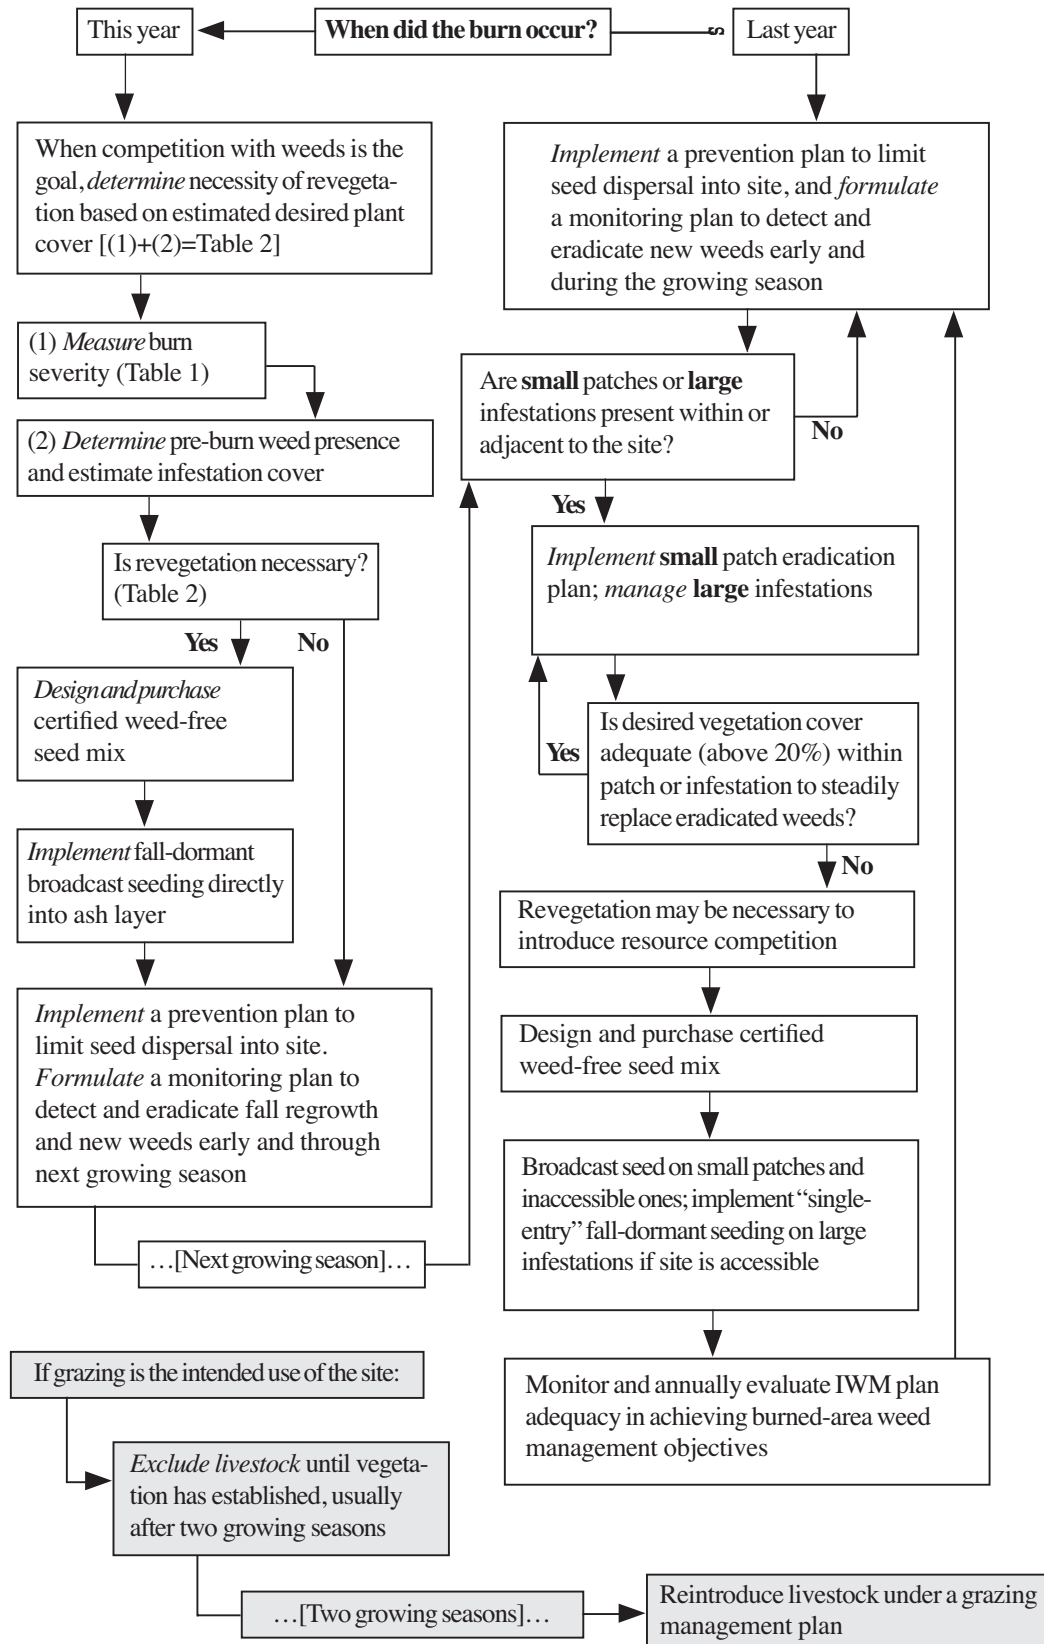 This year
When did the burn occur?
Last year
When competition with weeds is the
goal, determine necessity of revegeta-
tion based on estimated desired plant
cover [(1)+(2)=Table 2]
(1) Measure burn
severity (Table 1)
(2) Determine pre-burn weed presence
and estimate infestation cover
Is revegetation necessary?
(Table 2)
Yes
No
Design and purchase
certified weed-free
seed mix
Implement fall-dormant
broadcast seeding directly
into ash layer
Implement a prevention plan to
limit seed dispersal into site.
Formulate a monitoring plan to
detect and eradicate fall regrowth
and new weeds early and through
next growing season
…[Next growing season]…
Implement a prevention plan to limit
seed dispersal into site, and formulate
a monitoring plan to detect and
eradicate new weeds early and
during the growing season
Are small patches or large
infestations present within or
adjacent to the site?
No
Yes
Implement small patch eradication
plan; manage large infestations
Is desired vegetation cover
adequate (above 20%) within
patch or infestation to steadily
replace eradicated weeds?
Yes
No
Revegetation may be necessary to
introduce resource competition
Design and purchase certified
weed-free seed mix
Broadcast seed on small patches and
inaccessible ones; implement “single-
entry” fall-dormant seeding on large
infestations if site is accessible
Monitor and annually evaluate IWM plan
adequacy in achieving burned-area weed
management objectives
If grazing is the intended use of the site:
Exclude livestock until vegeta-
tion has established, usually
after two growing seasons
…[Two growing seasons]…
Reintroduce livestock under a grazing
management plan